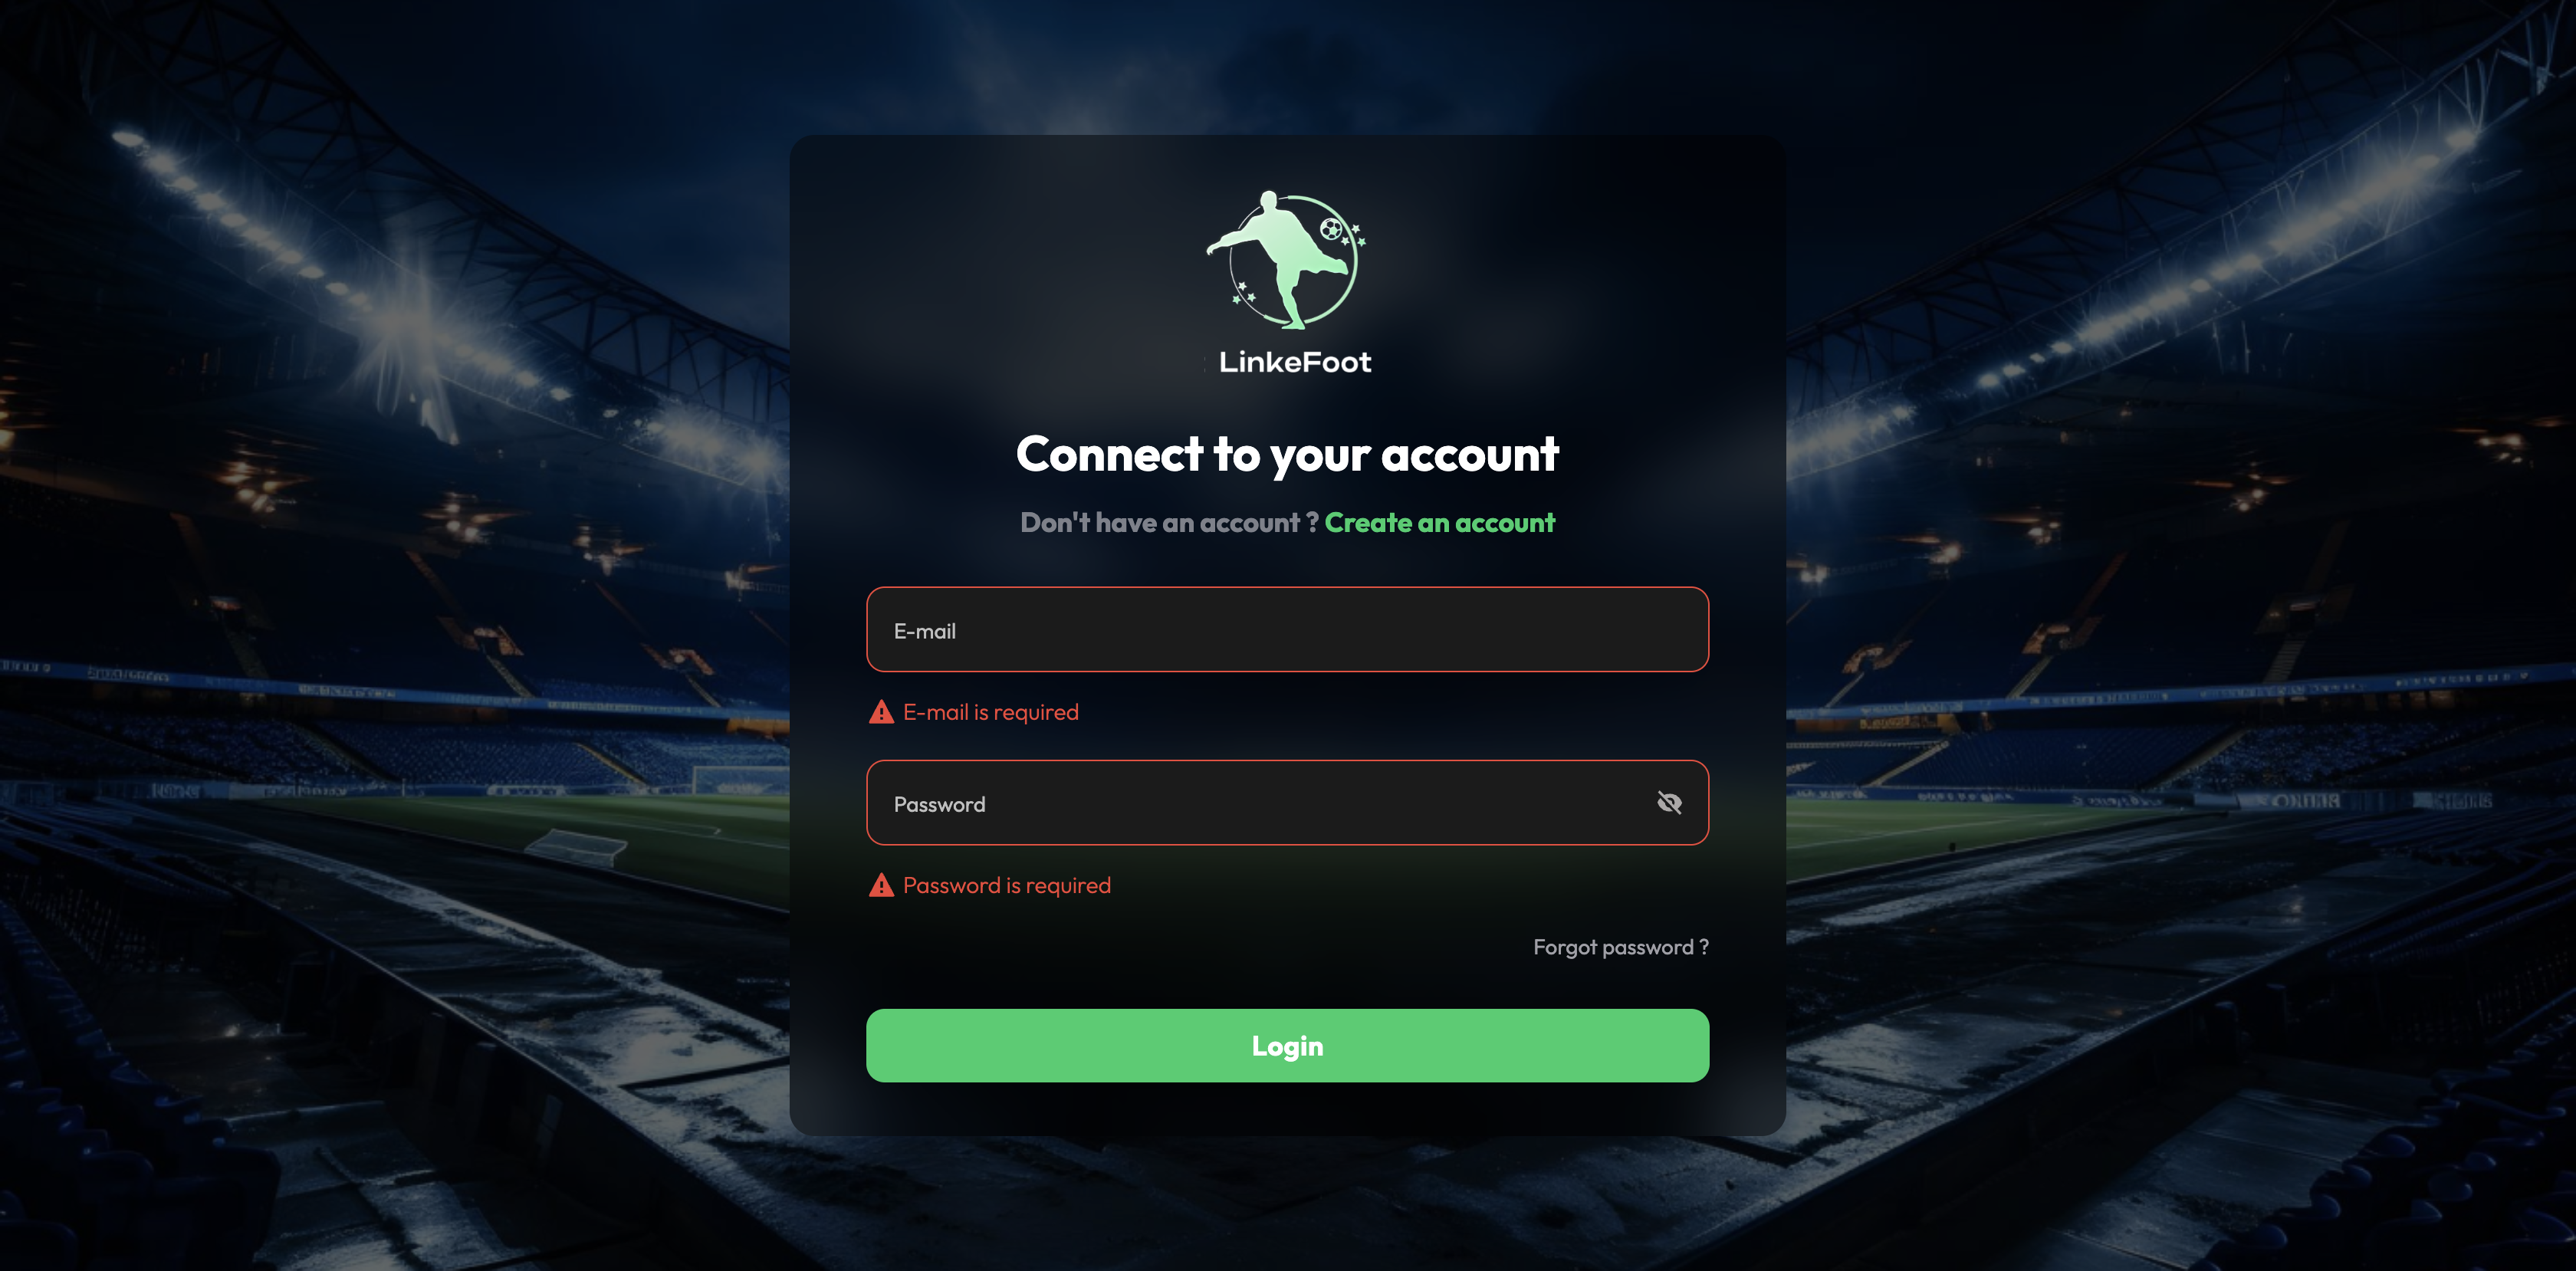 LinkeFoot
Connect to your account
Don't have an account ? Create an account
E-mail
E-mail is required
Password
Password is required
Forgot password ?
Login